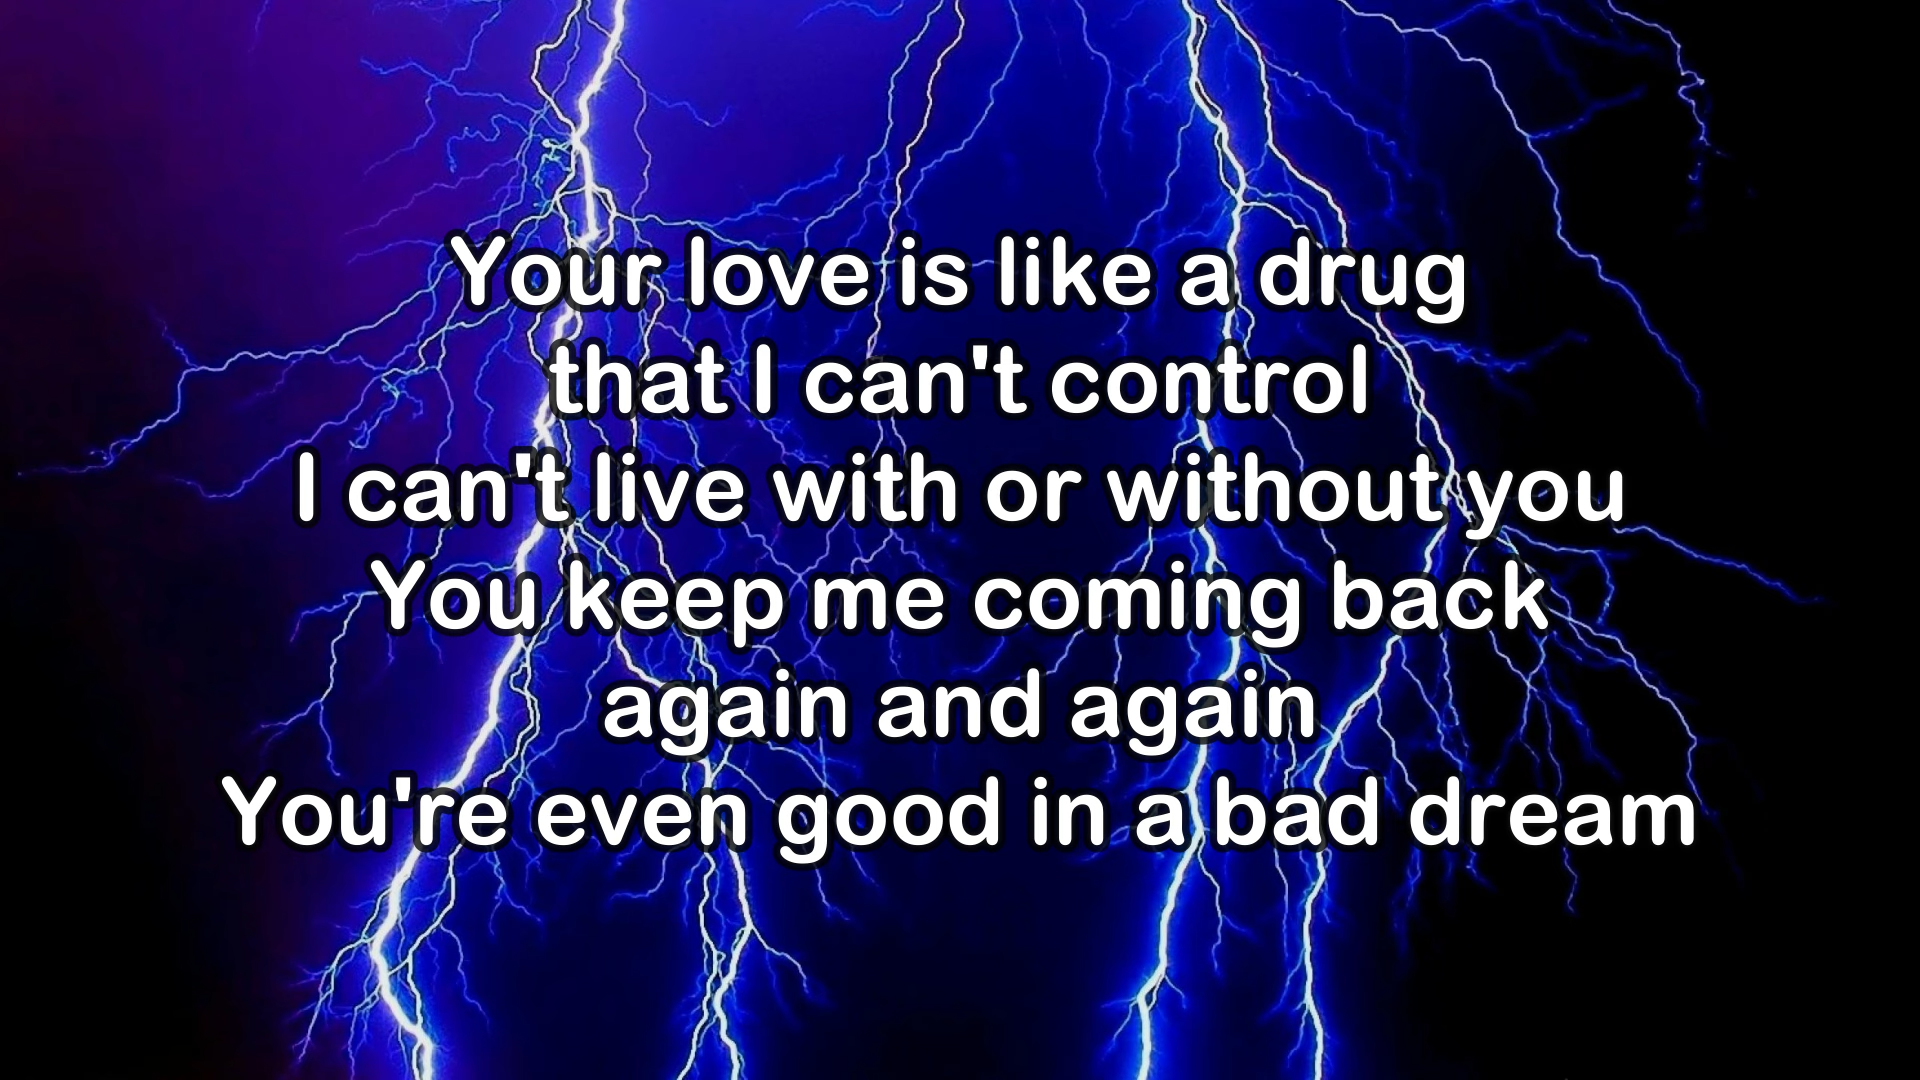 Your love is like a drug
that I can't control
I can't live with or without you
You keep me coming back
again and again
You're even good in a bad dream